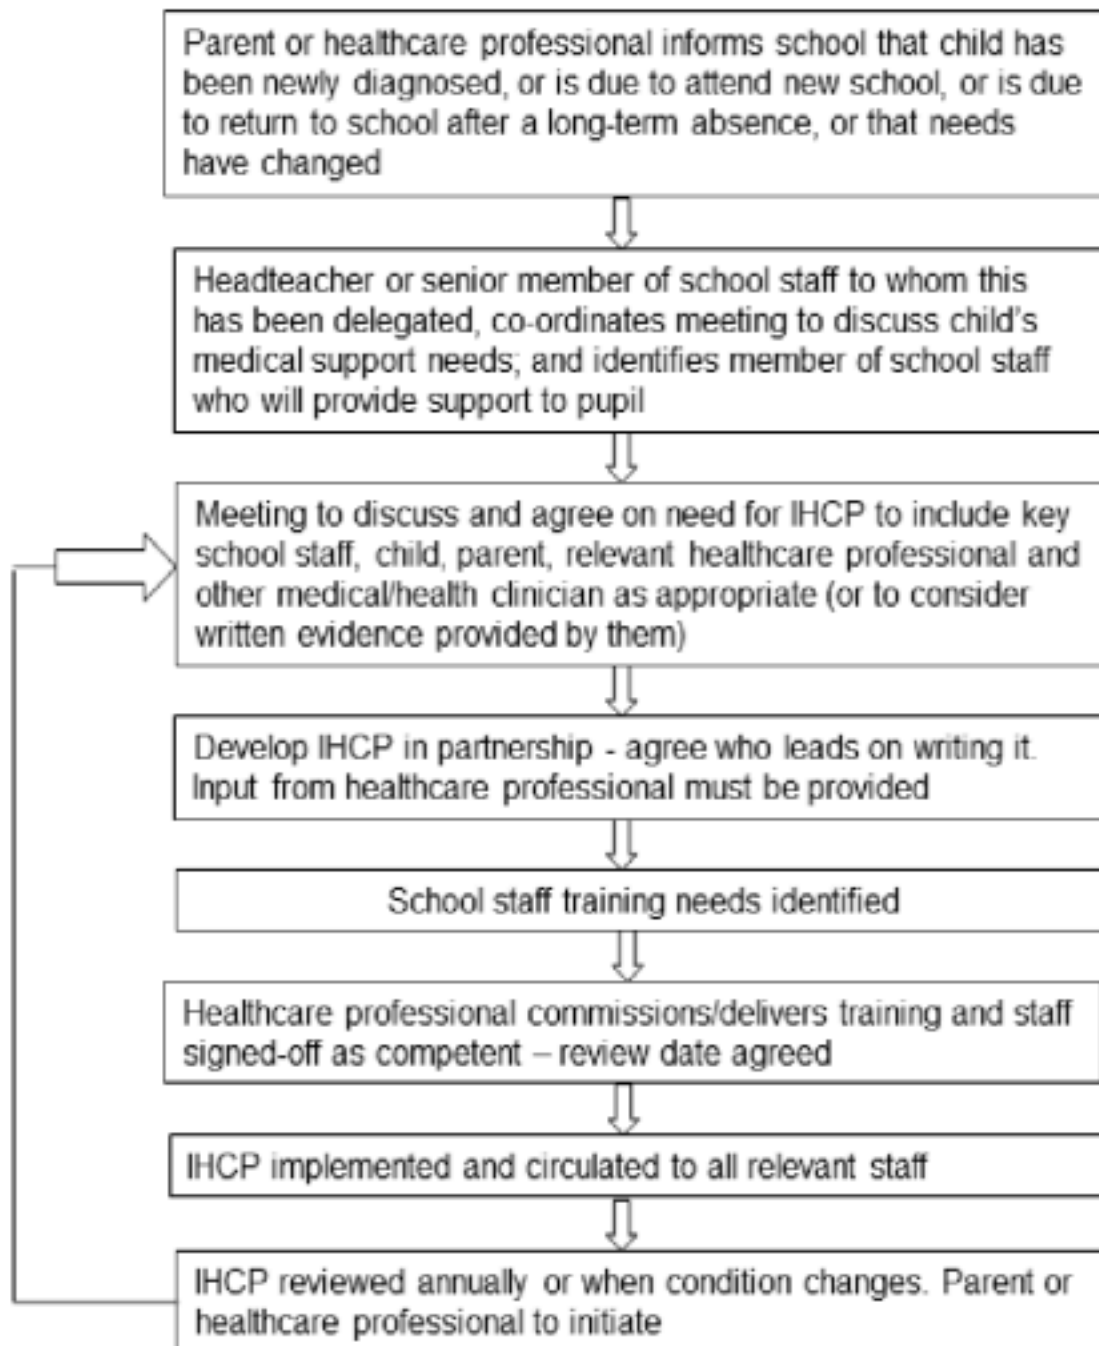 Parent or healthcare professional informs school that child has
been newly diagnosed, or is due to attend new school, or is due
to return to school after a long-term absence, or that needs
have changed
Headteacher or senior member of school staff to whom this
has been delegated, co-ordinates meeting to discuss child's
medical support needs; and identifies member of school staff
who will provide support to pupil
Meeting to discuss and agree on need for IHCP to include key
school staff, child, parent, relevant healthcare professional and
other medical/health clinician as appropriate (or to consider
written evidence provided by them)
Develop IHCP in partnership - agree who leads on writing it.
Input from healthcare professional must be provided
School staff training needs identified
Healthcare professional commissions/delivers training and staff
signed-off as competent – review date agreed
IHCP implemented and circulated to all relevant staff
IHCP reviewed annually or when condition changes. Parent or
healthcare professional to initiate